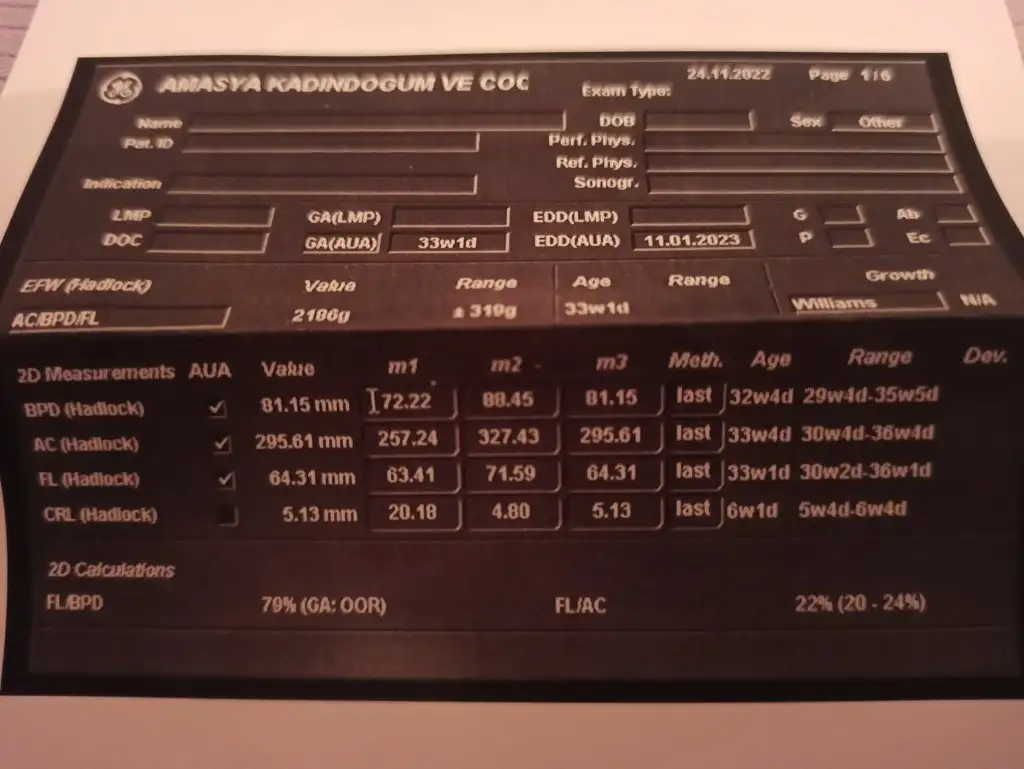 AMASYA KADINDOGUM VE COC Exam Type: 24.11.2022 Page 1/6
Name DOB Sex Other
Pat. ID Perf. Phys.
Ref. Phys.
Indication Sonogr.
LMP GA(LMP) EDD(LMP) G Ab
DOC GA(AUA) 33w1d EDD(AUA) 11.01.2023 P Ec
EFW (Hadlock) Value Range Age Range Growth
AC/BPD/FL 2186g ± 319g 33w1d Williams N/A
2D Measurements AUA Value m1 m2 m3 Meth. Age Range Dev.
BPD (Hadlock) ✓ 81.15 mm 72.22 88.45 81.15 last 32w4d 29w4d-35w5d
AC (Hadlock) ✓ 295.61 mm 257.24 327.43 295.61 last 33w4d 30w4d-36w4d
FL (Hadlock) ✓ 64.31 mm 63.41 71.59 64.31 last 33w1d 30w2d-36w1d
CRL (Hadlock) 5.13 mm 20.18 4.80 5.13 last 6w1d 5w4d-6w4d
2D Calculations
FL/BPD 79% (GA: OOR) FL/AC 22% (20 - 24%)